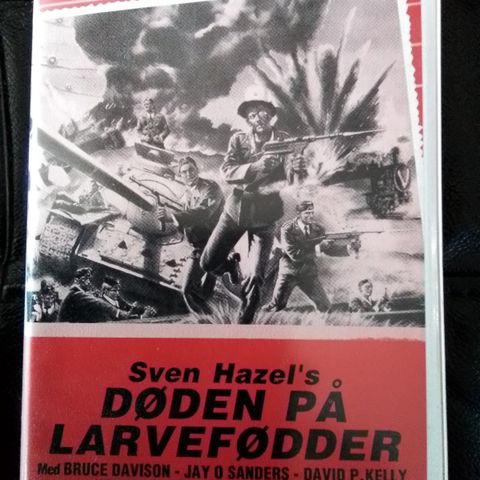 Sven Hazel's
DØDEN PÅ
LARVEFØDDER
Med BRUCE DAVISON - JAY O SANDERS - DAVID P. KELLY